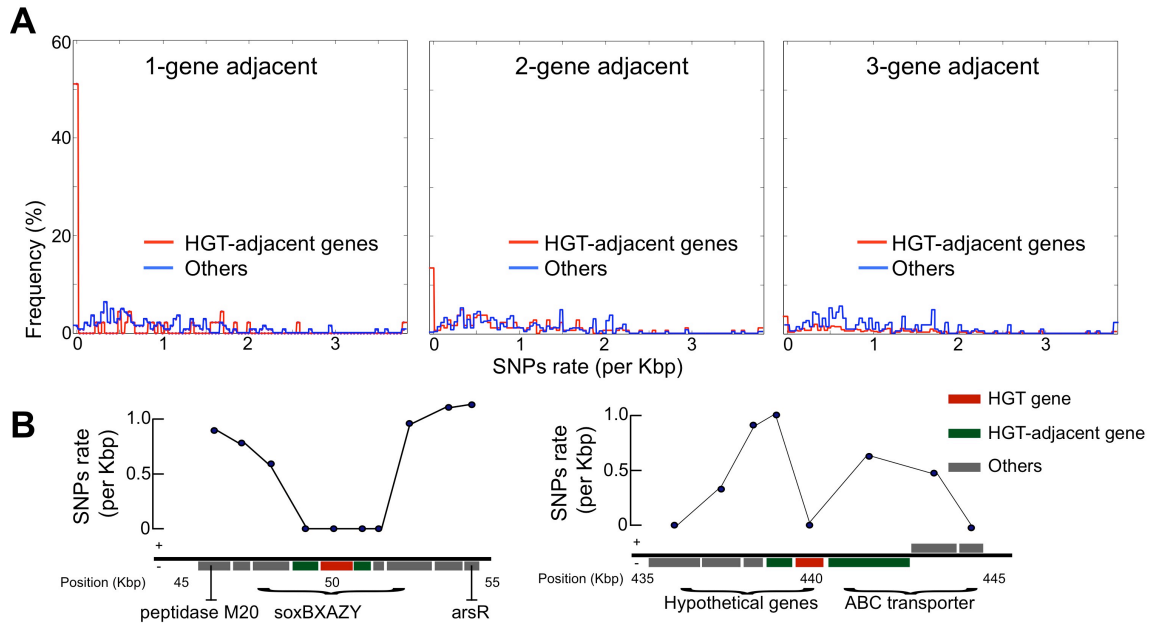 A
60
40
20
0
Frequency (%)
1-gene adjacent
HGT-adjacent genes
Others
0 1 2 3
2-gene adjacent
HGT-adjacent genes
Others
0 1 2 3
3-gene adjacent
HGT-adjacent genes
Others
0 1 2 3
SNPs rate (per Kbp)
B
SNPs rate
(per Kbp)
1.0
0.5
0
+
-
Position (Kbp) 45 50 55
peptidase M20 soxBXAZY arsR
SNPs rate
(per Kbp)
1.0
0.5
0
+
-
Position (Kbp) 435 440 445
Hypothetical genes ABC transporter
HGT gene
HGT-adjacent gene
Others